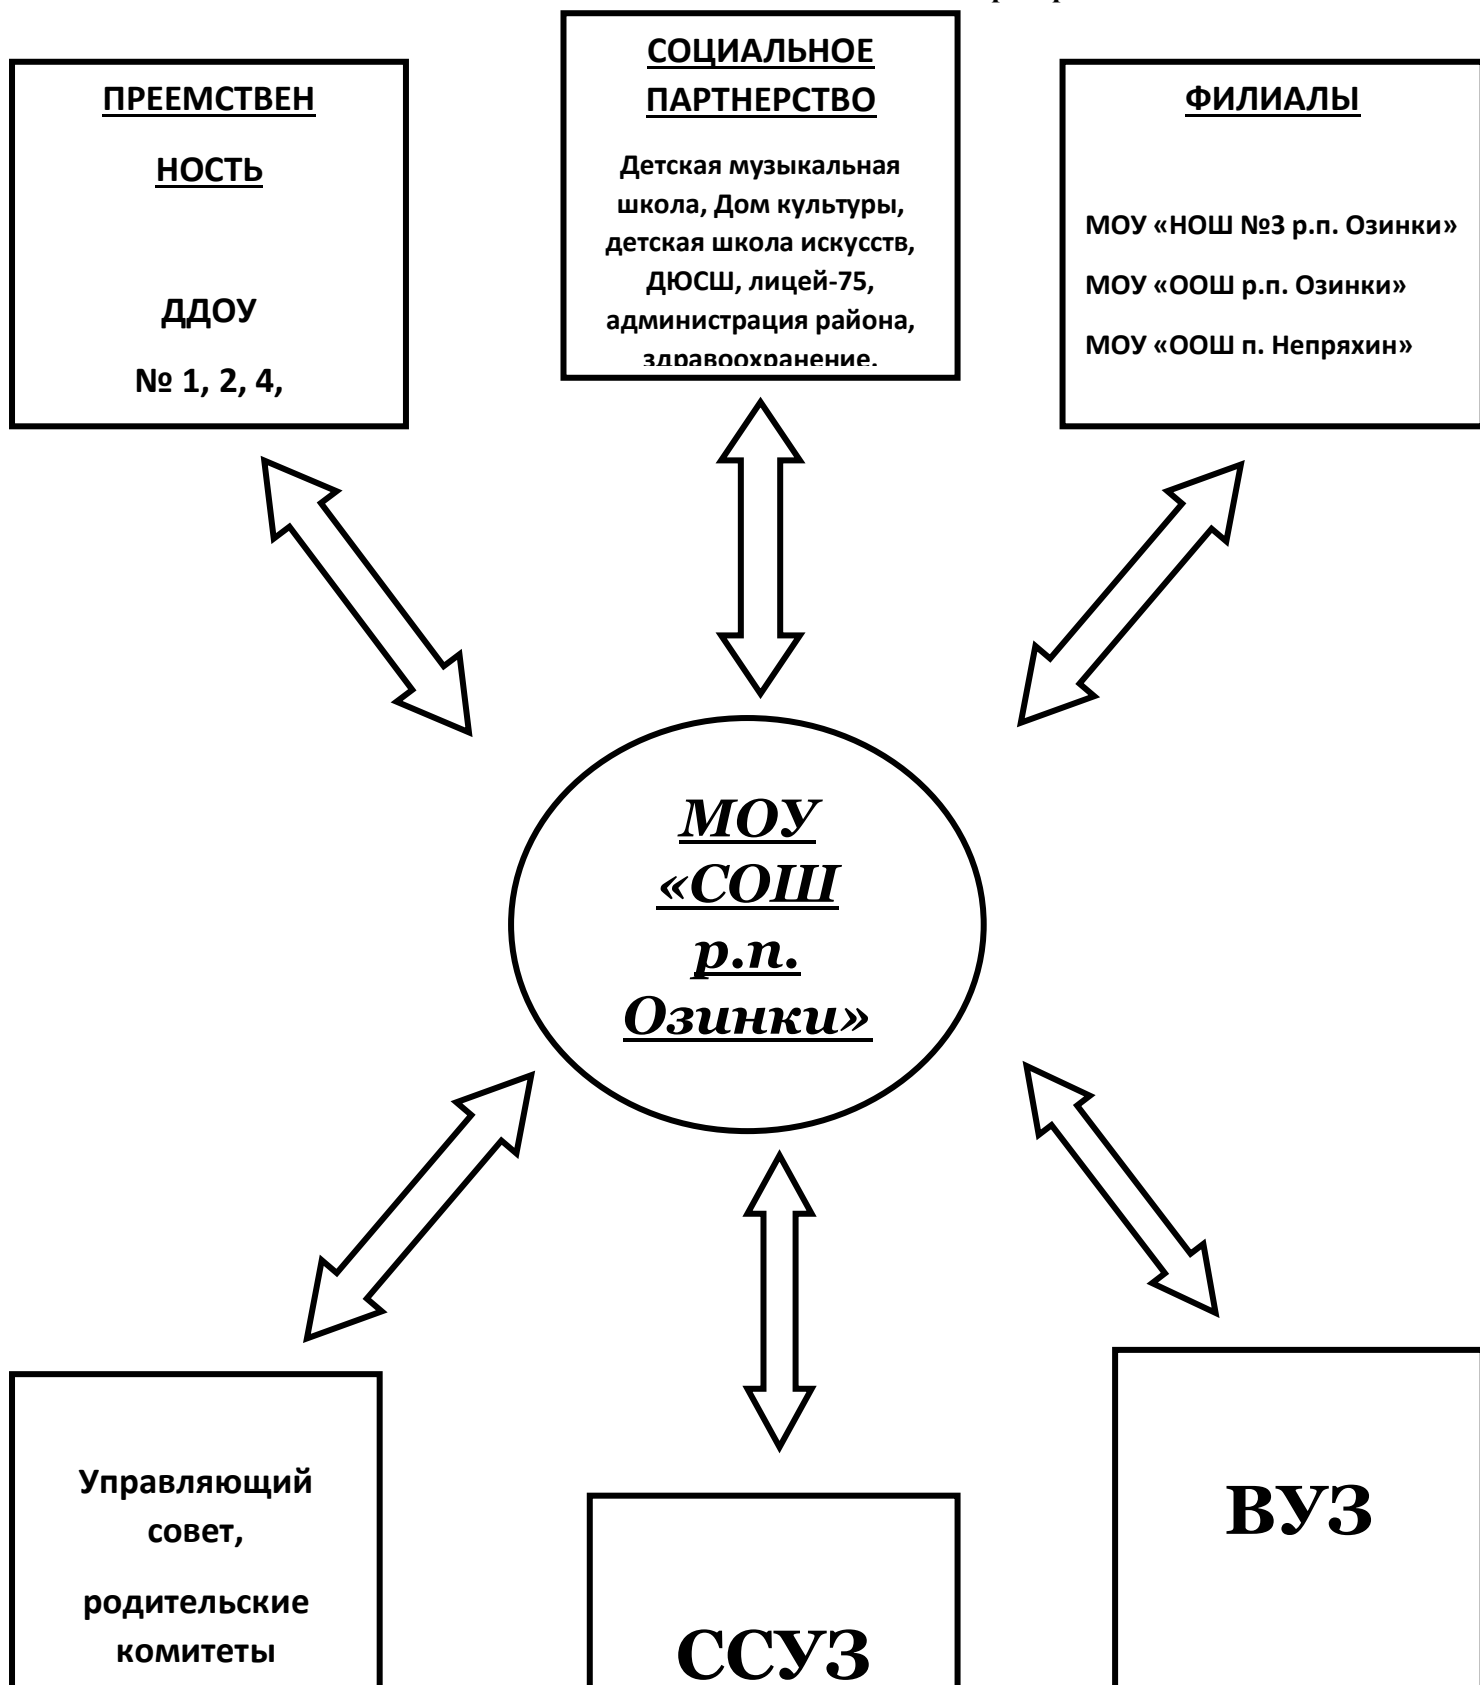 ПРЕЕМСТВЕН
НОСТЬ
ДДОУ
№ 1, 2, 4,
СОЦИАЛЬНОЕ
ПАРТНЕРСТВО
Детская музыкальная
школа, Дом культуры,
детская школа искусств,
ДЮСШ, лицей-75,
администрация района,
здравоохранение.
ФИЛИАЛЫ
МОУ «НОШ №3 р.п. Озинки»
МОУ «ООШ р.п. Озинки»
МОУ «ООШ п. Непряхин»
МОУ
«СОШ
р.п.
Озинки»
Управляющий
совет,
родительские
комитеты
ССУЗ
ВУЗ